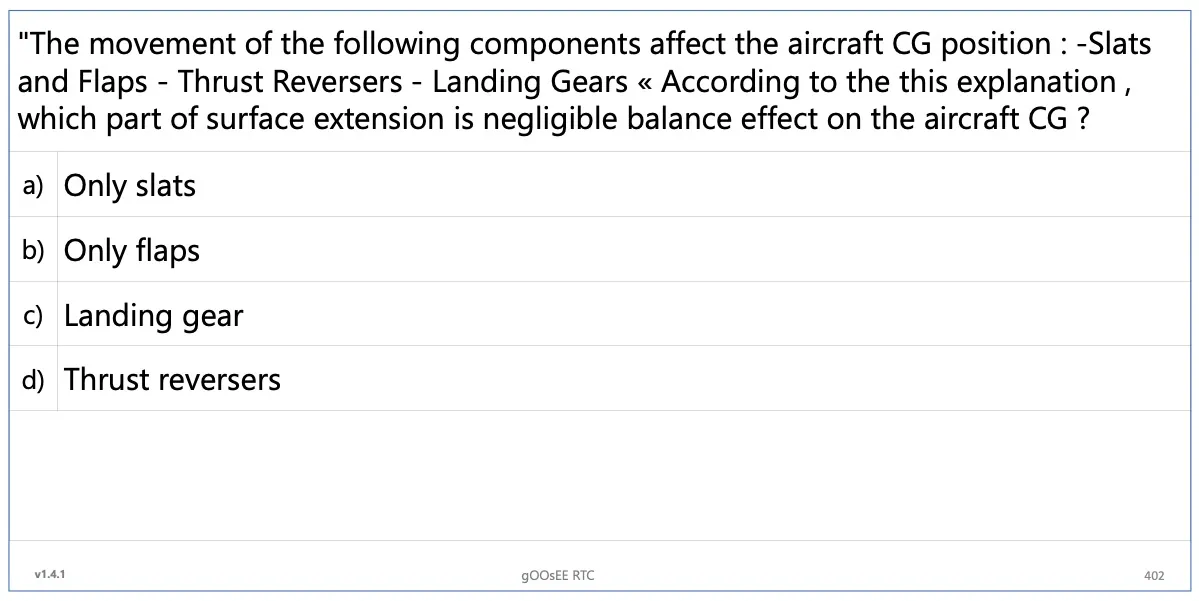 "The movement of the following components affect the aircraft CG position : -Slats
and Flaps - Thrust Reversers - Landing Gears « According to the this explanation ,
which part of surface extension is negligible balance effect on the aircraft CG ?
a) Only slats
b) Only flaps
c) Landing gear
d) Thrust reversers
v1.4.1 gOOsEE RTC 402